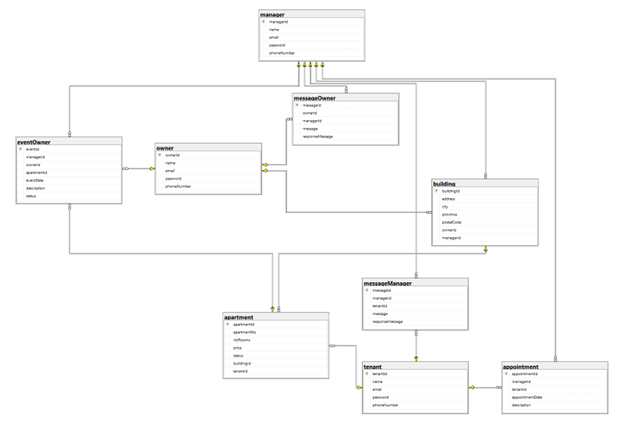 manager
managerId
name
email
password
phoneNumber
messageOwner
messageId
ownerId
managerId
message
responseMessage
eventOwner
eventId
managerId
ownerId
apartmentId
eventDate
description
status
owner
ownerId
name
email
password
phoneNumber
building
buildingId
address
city
province
postalCode
ownerId
managerId
messageManager
messageId
managerId
tenantId
message
responseMessage
apartment
apartmentId
apartmentNo
noRooms
price
status
buildingId
tenantId
tenant
tenantId
name
email
password
phoneNumber
appointment
appointmentId
managerId
tenantId
appointmentDate
description